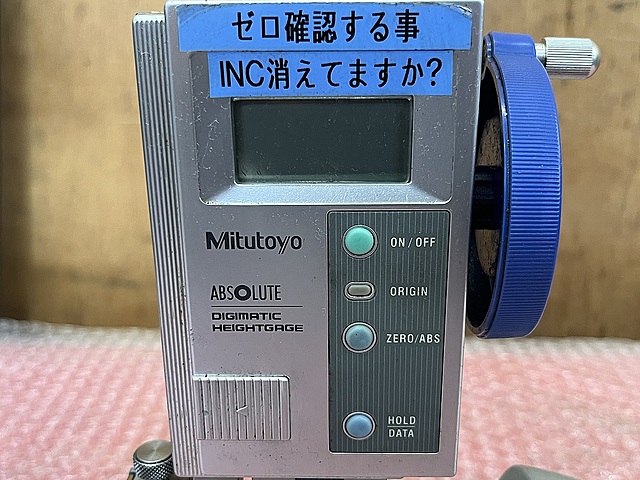 ゼロ確認する事
INC消えてますか?
Mitutoyo
ON/OFF
ABSOLUTE
ORIGIN
DIGIMATIC
HEIGHTGAGE
ZERO/ABS
HOLD
DATA